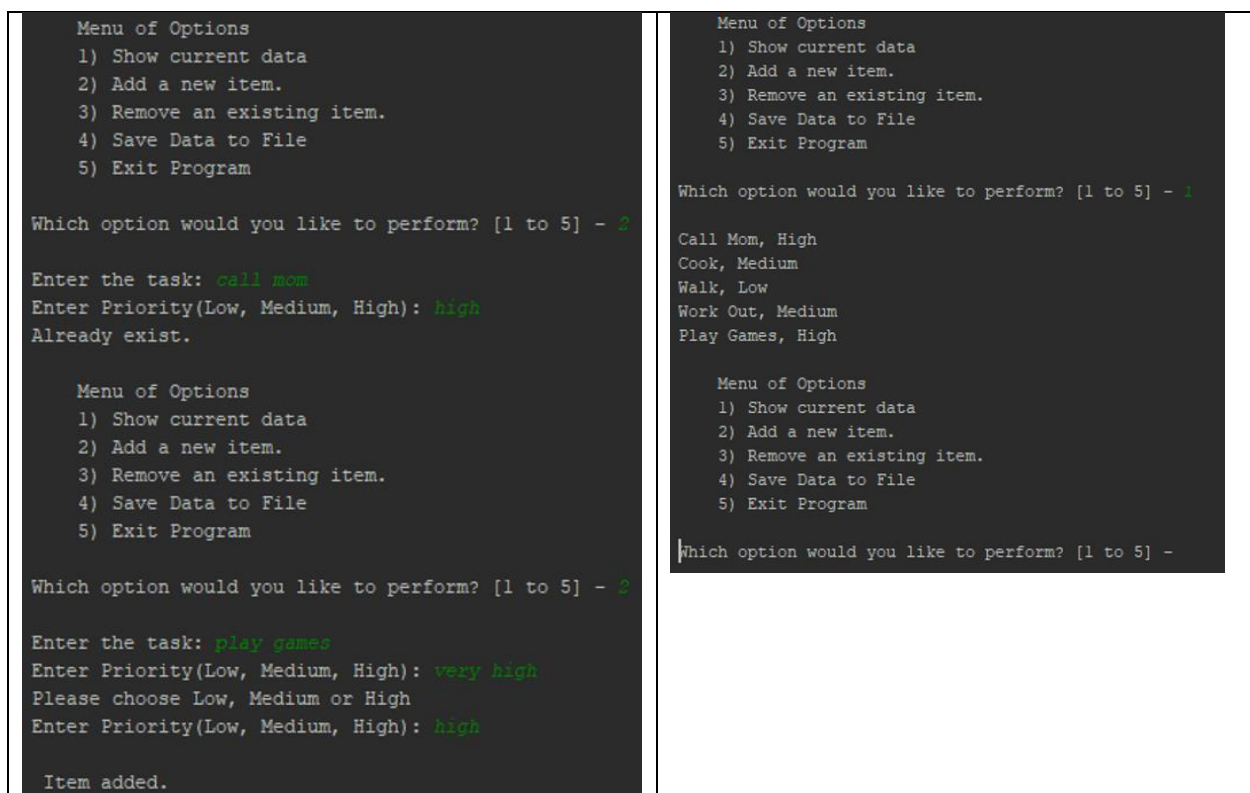 Menu of Options
1) Show current data
2) Add a new item.
3) Remove an existing item.
4) Save Data to File
5) Exit Program
Which option would you like to perform? [1 to 5] - 2
Enter the task: call mom
Enter Priority(Low, Medium, High): high
Already exist.
Menu of Options
1) Show current data
2) Add a new item.
3) Remove an existing item.
4) Save Data to File
5) Exit Program
Which option would you like to perform? [1 to 5] - 2
Enter the task: play games
Enter Priority(Low, Medium, High): very high
Please choose Low, Medium or High
Enter Priority(Low, Medium, High): high
Item added.
Menu of Options
1) Show current data
2) Add a new item.
3) Remove an existing item.
4) Save Data to File
5) Exit Program
Which option would you like to perform? [1 to 5] - 1
Call Mom, High
Cook, Medium
Walk, Low
Work Out, Medium
Play Games, High
Menu of Options
1) Show current data
2) Add a new item.
3) Remove an existing item.
4) Save Data to File
5) Exit Program
Which option would you like to perform? [1 to 5] -